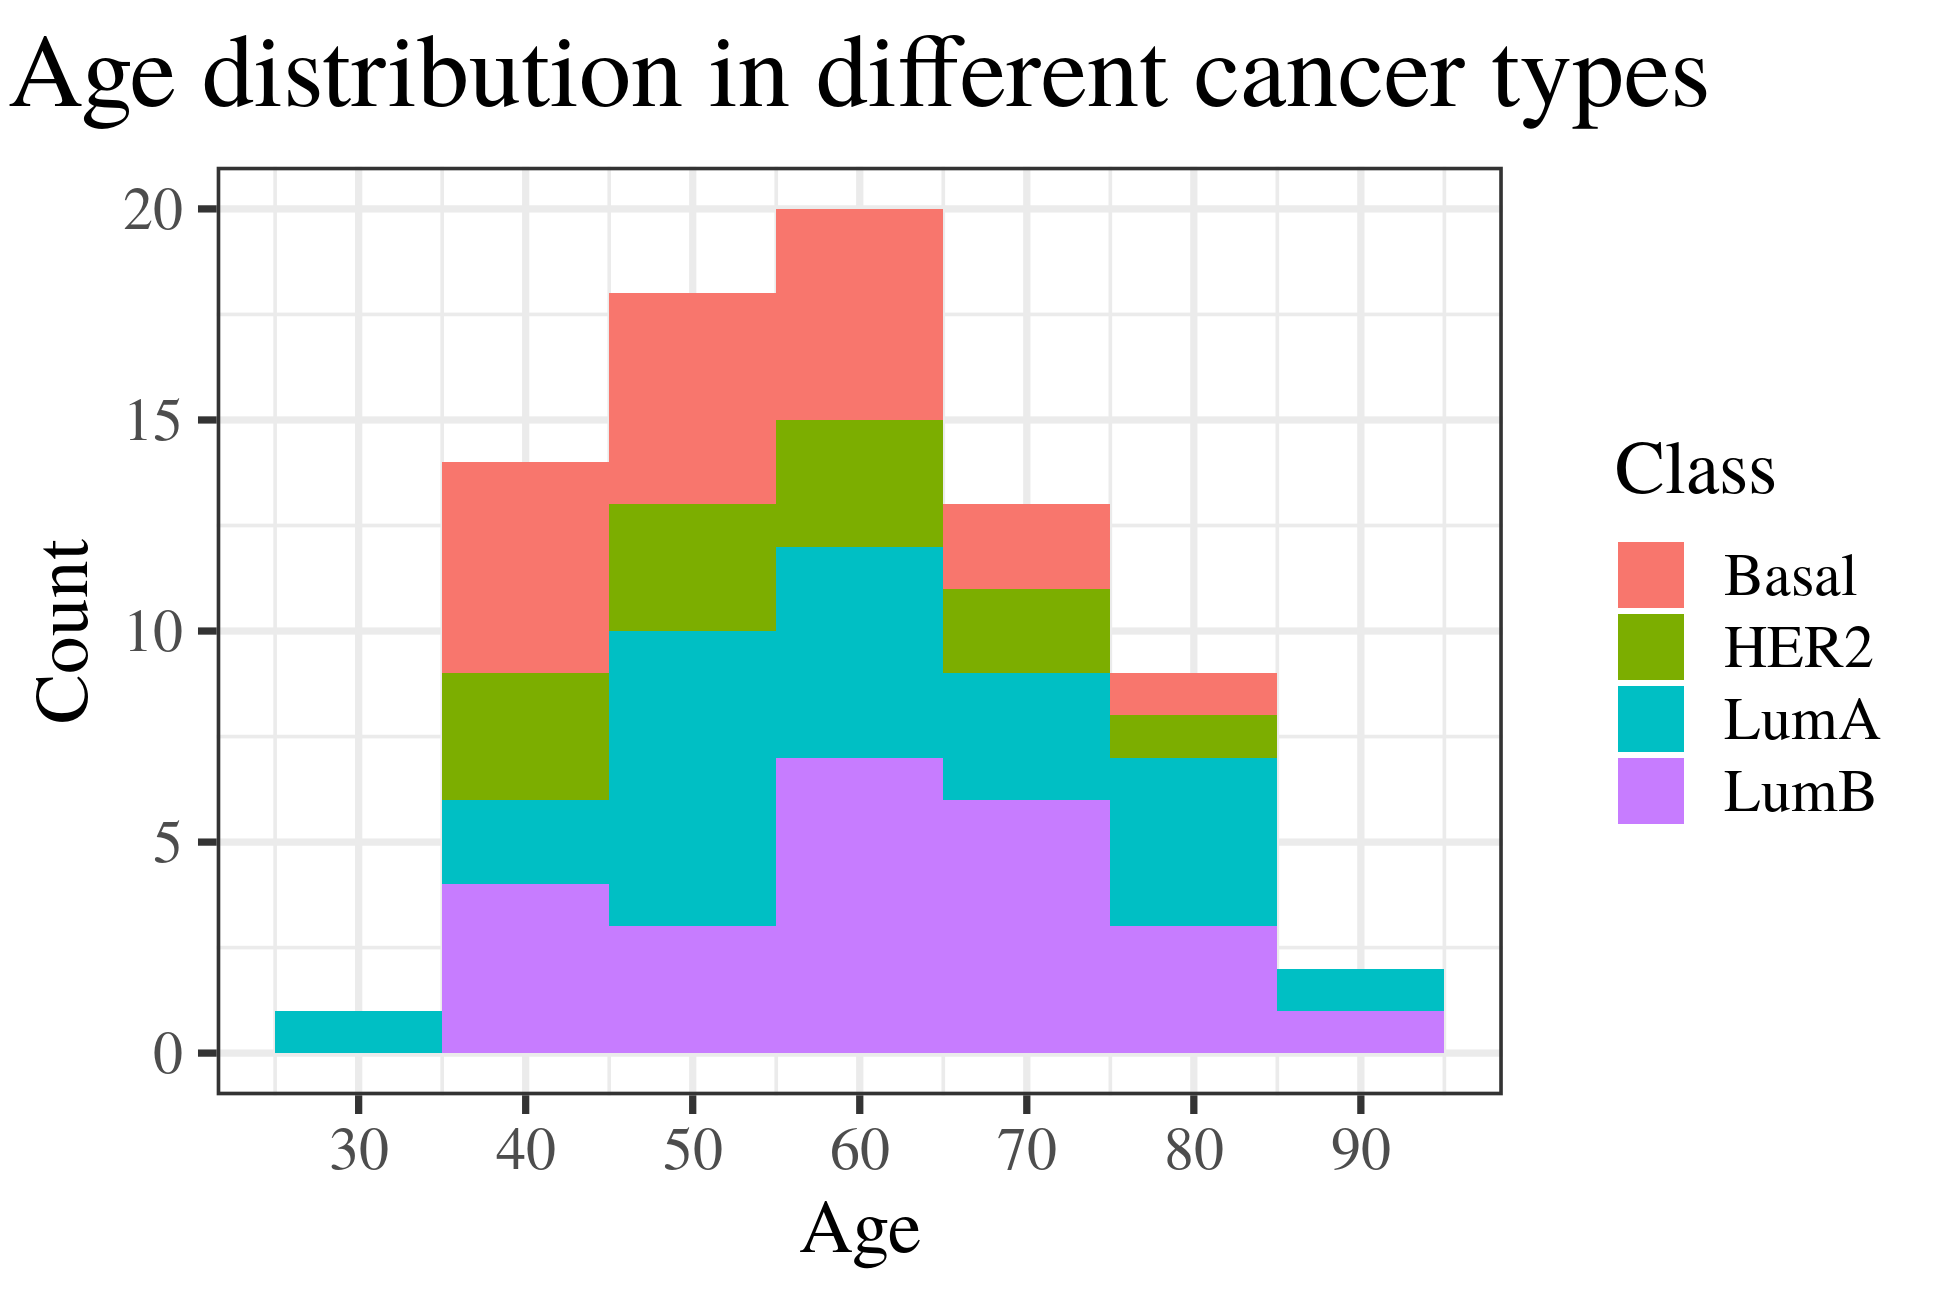 Age distribution in different cancer types
20
15
10
5
0
Count
30 40 50 60 70 80 90
Age
Class
Basal
HER2
LumA
LumB